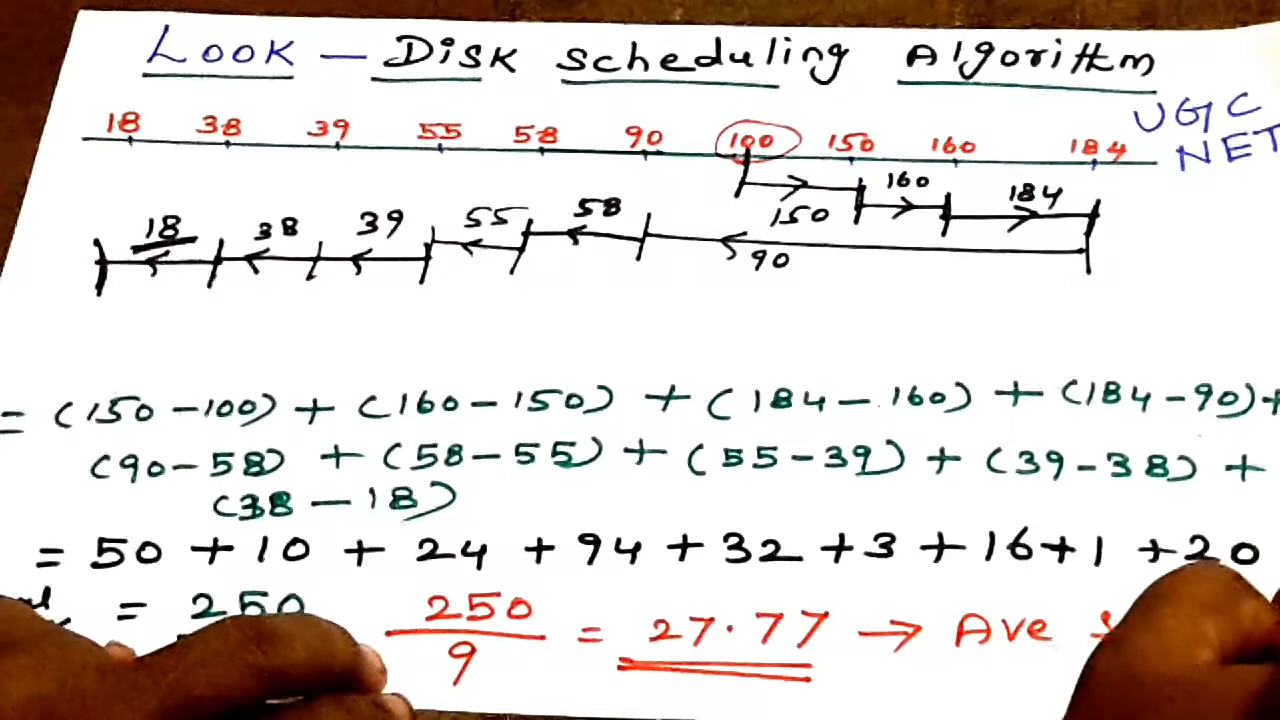 LOOK - Disk Scheduling Algorithm
UGC NET
18 38 39 55 58 90 100 150 160 184
150 160 184
18 38 39 55 58 90
= (150-100) + (160-150) + (184-160) + (184-90)+
(90-58) + (58-55) + (55-39) + (39-38) +
(38-18)
= 50 + 10 + 24 + 94 + 32 + 3 + 16 + 1 + 20
= 250
250/9 = 27.77 → Ave